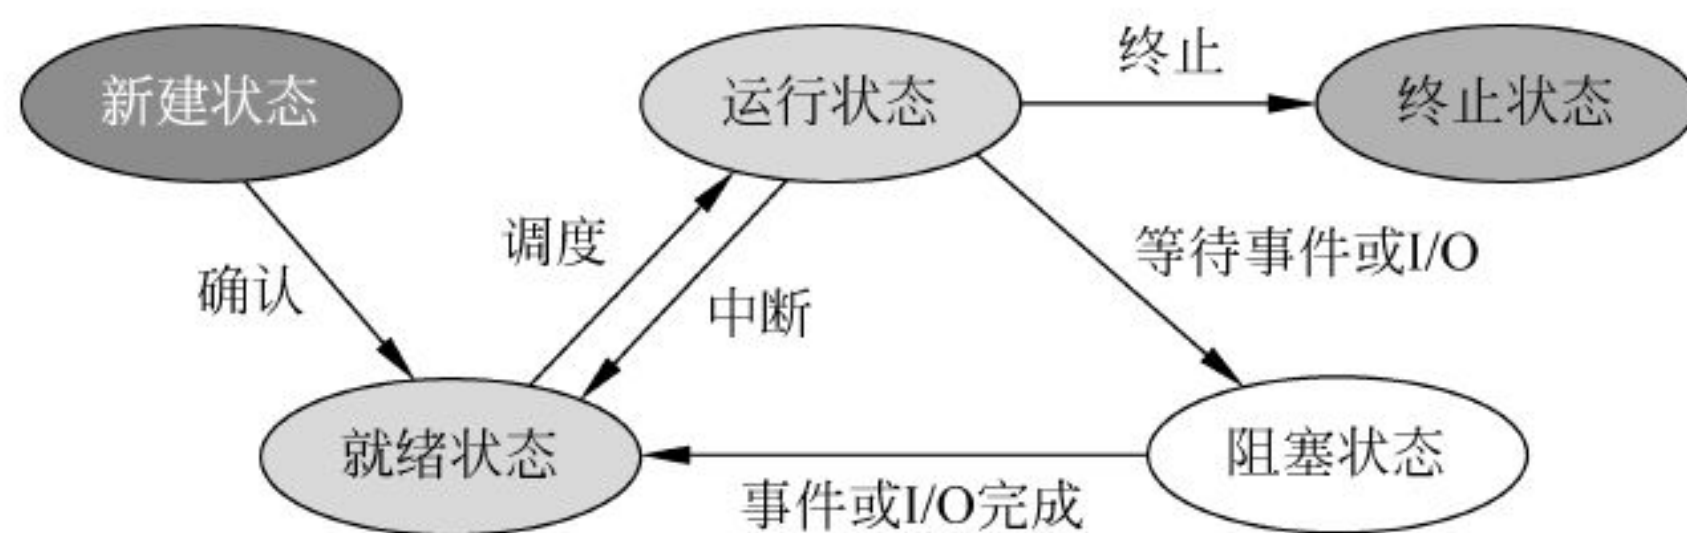 新建状态
运行状态
终止
终止状态
确认
调度
中断
等待事件或I/O
就绪状态
阻塞状态
事件或I/O完成